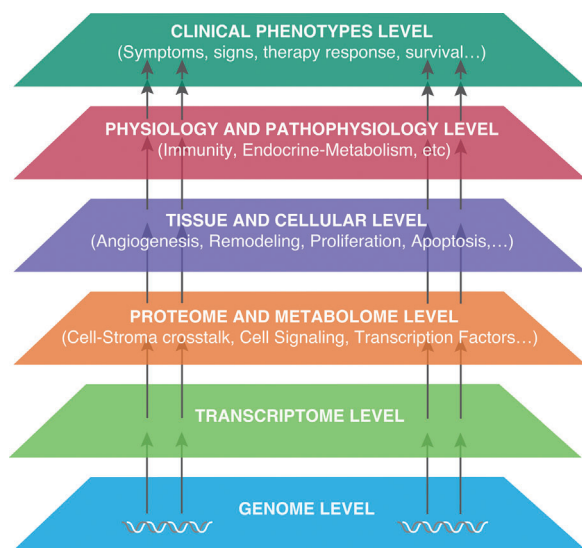 CLINICAL PHENOTYPES LEVEL
(Symptoms, signs, therapy response, survival…)
PHYSIOLOGY AND PATHOPHYSIOLOGY LEVEL
(Immunity, Endocrine-Metabolism, etc)
TISSUE AND CELLULAR LEVEL
(Angiogenesis, Remodeling, Proliferation, Apoptosis,…)
PROTEOME AND METABOLOME LEVEL
(Cell-Stroma crosstalk, Cell Signaling, Transcription Factors…)
TRANSCRIPTOME LEVEL
GENOME LEVEL